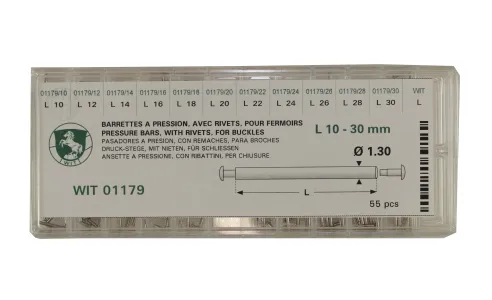 01179/10 01179/12 01179/14 01179/16 01179/18 01179/20 01179/22 01179/24 01179/26 01179/28 01179/30 WIT
L 10 L 12 L 14 L 16 L 18 L 20 L 22 L 24 L 26 L 28 L 30 L
BARRETTES A PRESSION, AVEC RIVETS, POUR FERMOIRS
PRESSURE BARS, WITH RIVETS, FOR BUCKLES
PASADORES A PRESION, CON REMACHES, PARA BROCHES
DRUCK-STEGE, MIT NIETEN, FÜR SCHLIESSEN
ANSETTE A PRESSIONE, CON RIBATTINI, PER CHIUSURE
L 10 - 30 mm
Ø 1.30
WIT 01179
L
55 pcs